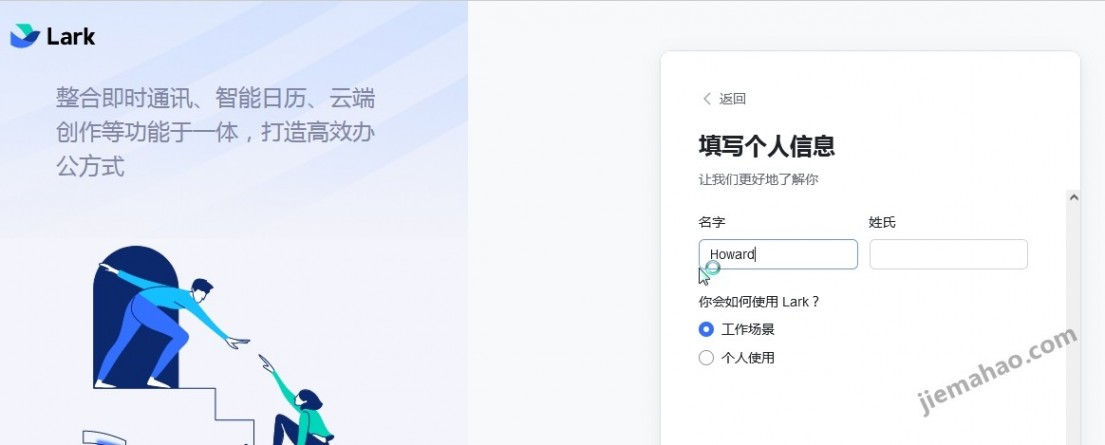 Lark
整合即时通讯、智能日历、云端
创作等功能于一体，打造高效办
公方式
返回
填写个人信息
让我们更好地了解你
名字
姓氏
Howard
你会如何使用 Lark？
工作场景
个人使用
jiemahao.com